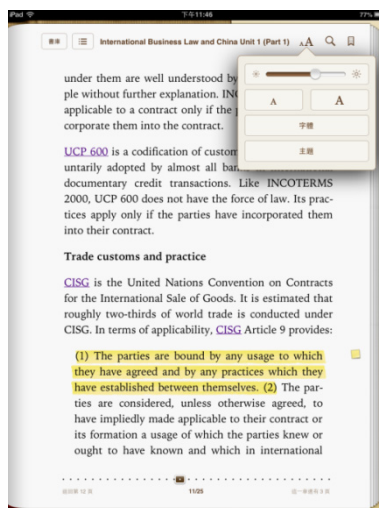 iPad 下午11:46 77%
書庫 International Business Law and China Unit 1 (Part 1) AA
under them are well understood by
ple without further explanation. INC
applicable to a contract only if the p
corporate them into the contract.
A A
字體
主題
UCP 600 is a codification of custom
untarily adopted by almost all ban
documentary credit transactions. Like INCOTERMS
2000, UCP 600 does not have the force of law. Its prac-
tices apply only if the parties have incorporated them
into their contract.
Trade customs and practice
CISG is the United Nations Convention on Contracts
for the International Sale of Goods. It is estimated that
roughly two-thirds of world trade is conducted under
CISG. In terms of applicability, CISG Article 9 provides:
(1) The parties are bound by any usage to which
they have agreed and by any practices which they
have established between themselves. (2) The par-
ties are considered, unless otherwise agreed, to
have impliedly made applicable to their contract or
its formation a usage of which the parties knew or
ought to have known and which in international
11/25